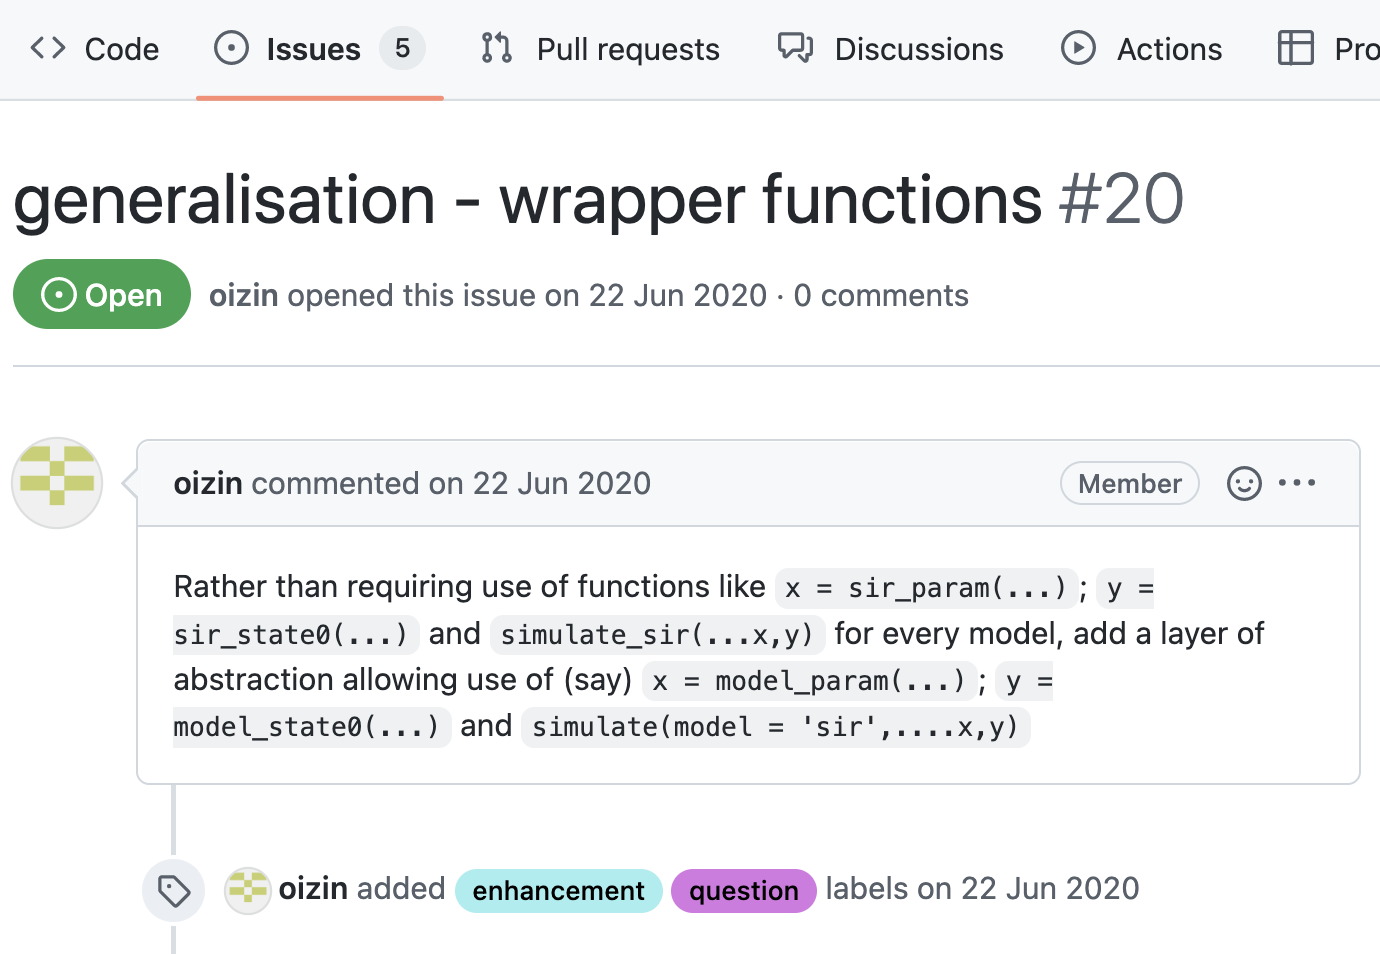 Code Issues 5 Pull requests Discussions Actions Pro
generalisation - wrapper functions #20
Open oizin opened this issue on 22 Jun 2020 · 0 comments
oizin commented on 22 Jun 2020 Member
Rather than requiring use of functions like x = sir_param(...); y =
sir_state0(...) and simulate_sir(...x,y) for every model, add a layer of
abstraction allowing use of (say) x = model_param(...); y =
model_state0(...) and simulate(model = 'sir',....x,y)
oizin added enhancement question labels on 22 Jun 2020